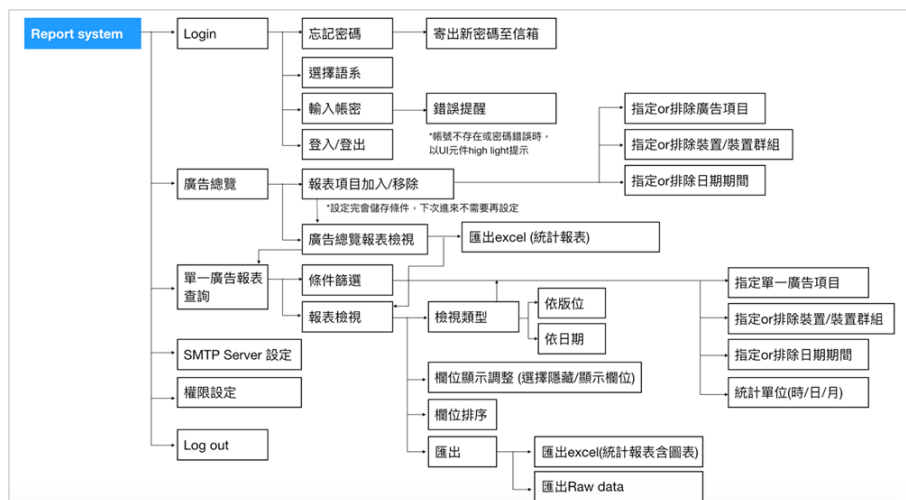 Report system
Login
忘記密碼
寄出新密碼至信箱
選擇語系
輸入帳密
錯誤提醒
指定or排除廣告項目
*帳號不存在或密碼錯誤時，
以UI元件high light提示
登入/登出
指定or排除裝置/裝置群組
廣告總覽
報表項目加入/移除
指定or排除日期期間
*設定完會儲存條件，下次進來不需要再設定
廣告總覽報表檢視
匯出excel (統計報表)
單一廣告報表
查詢
條件篩選
指定單一廣告項目
報表檢視
檢視類型
依版位
指定or排除裝置/裝置群組
依日期
SMTP Server 設定
指定or排除日期期間
欄位顯示調整 (選擇隱藏/顯示欄位)
統計單位(時/日/月)
權限設定
欄位排序
Log out
匯出
匯出excel(統計報表含圖表)
匯出Raw data